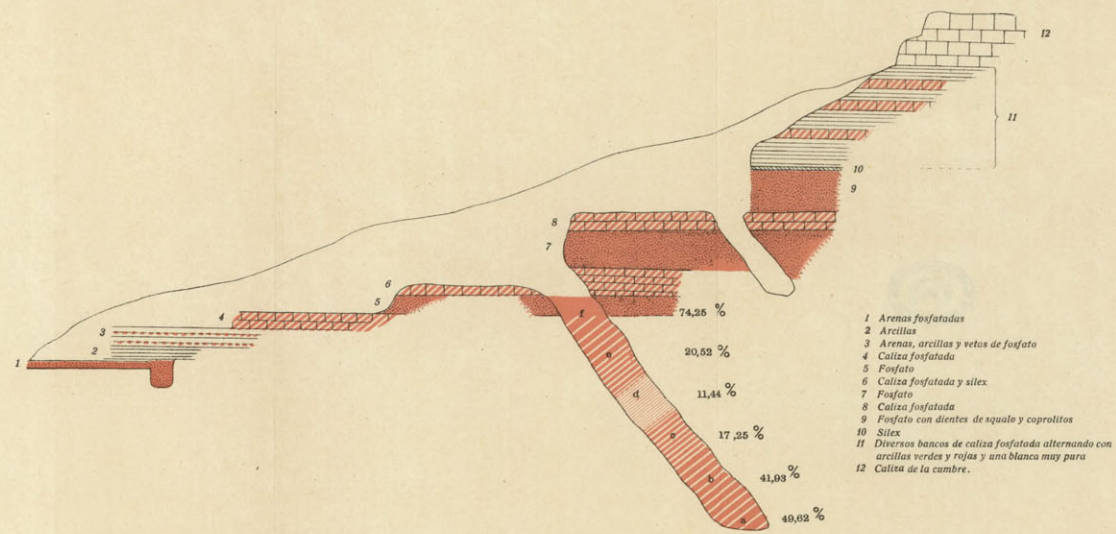 12
11
10
9
8
7
6
5
4
3
2
1
f
74,25 %
e
20,52 %
d
11,44 %
c
17,25 %
b
41,93 %
a
49,62 %
1 Arenas fosfatadas
2 Arcillas
3 Arenas, arcillas y vetas de fosfato
4 Caliza fosfatada
5 Fosfato
6 Caliza fosfatada y silex
7 Fosfato
8 Caliza fosfatada
9 Fosfato con dientes de squalo y coprolitos
10 Silex
11 Diversos bancos de caliza fosfatada alternando con
arcillas verdes y rojas y una blanca muy pura
12 Caliza de la cumbre.